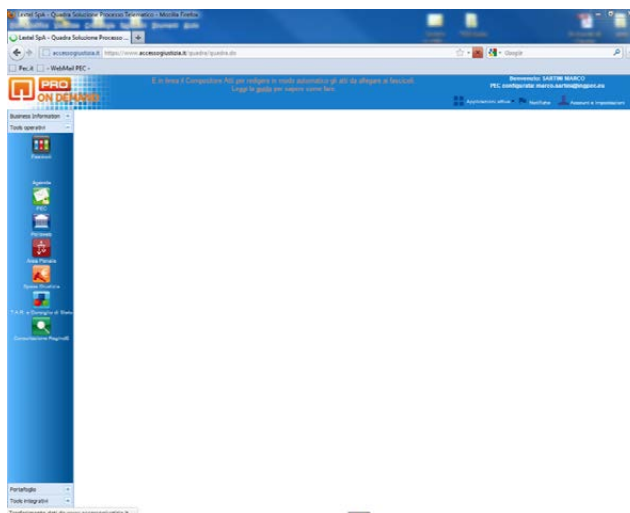 Lextel SpA - Quadra Soluzione Processo Telematico - Mozilla Firefox
Lextel SpA - Quadra Soluzione Processo ...
accessogiustizia.it https://www.accessogiustizia.it/quadra/quadra.do
Google
Pec.it - WebMail PEC -
PRO
ON DEMAND
È in linea il Compositore Atti per redigere in modo automatico gli atti da allegare ai fascicoli.
Leggi la guida per sapere come fare.
Benvenuto: SARTINI MARCO
PEC configurata: marco.sartini@ingpec.eu
Applicazioni attive
Notifiche
Account e Impostazioni
Business Information
Tools operativi
Fascicoli
Agenda
PEC
Polisweb
Area Penale
Spese Giustizia
T.A.R. e Consiglio di Stato
Consultazione ReginDE
Portafoglio
Tools integrativi